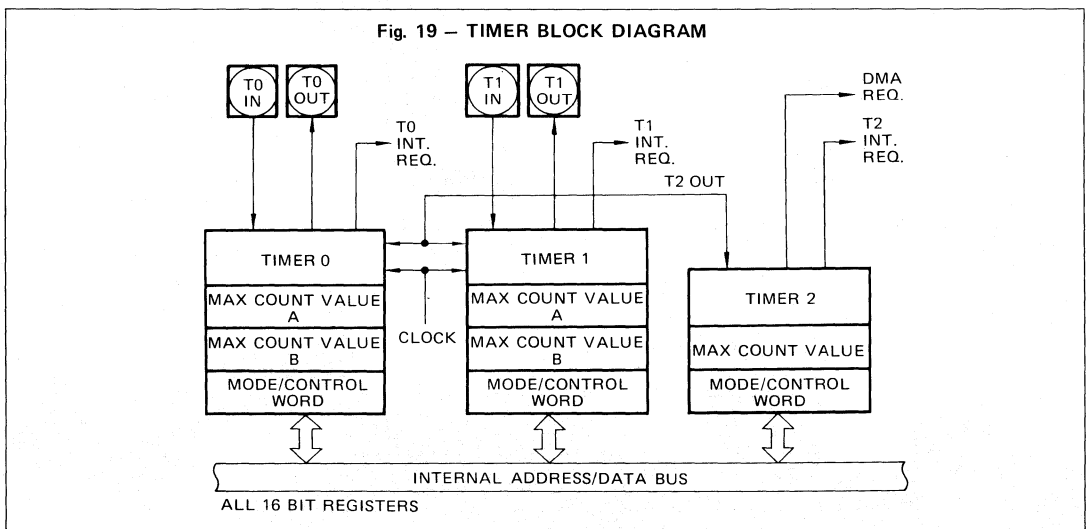 Fig. 19 — TIMER BLOCK DIAGRAM
T0
IN
T0
OUT
T1
IN
T1
OUT
T0
INT.
REQ.
T1
INT.
REQ.
DMA
REQ.
T2
INT.
REQ.
T2 OUT
TIMER 0
MAX COUNT VALUE
A
MAX COUNT VALUE
B
MODE/CONTROL
WORD
CLOCK
TIMER 1
MAX COUNT VALUE
A
MAX COUNT VALUE
B
MODE/CONTROL
WORD
TIMER 2
MAX COUNT VALUE
MODE/CONTROL
WORD
INTERNAL ADDRESS/DATA BUS
ALL 16 BIT REGISTERS